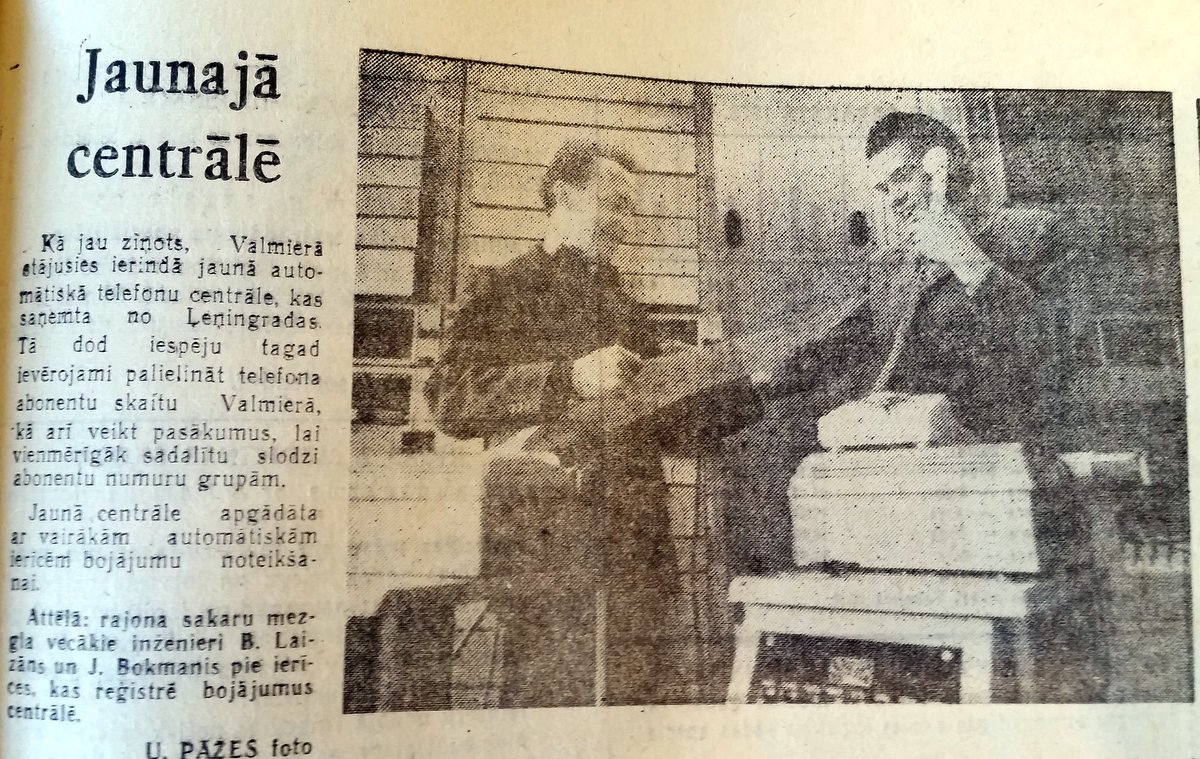 Jaunajā
centrālē
Kā jau ziņots, Valmierā
stājusies ierindā jaunā auto-
mātiskā telefonu centrāle, kas
saņemta no Ļeņingradas.
Tā dod iespēju tagad
ievērojami palielināt telefona
abonentu skaitu Valmierā,
kā arī veikt pasākumus, lai
vienmērīgāk sadalītu slodzi
abonentu numuru grupām.
Jaunā centrāle apgādāta
ar vairākām automātiskām
ierīcēm bojājumu noteikša-
nai.
Attēlā: rajona sakaru mez-
gla vecākie inženieri B. Lai-
zāns un J. Bokmanis pie ierī-
ces, kas reģistrē bojājumus
centrālē.
U. PAŽES foto